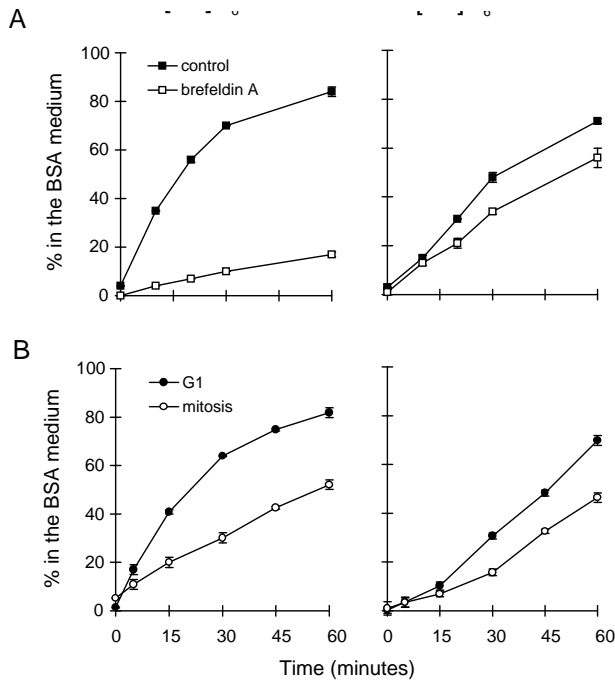 A
control
brefeldin A
% in the BSA medium
100
80
60
40
20
0
B
G1
mitosis
% in the BSA medium
100
80
60
40
20
0
0 15 30 45 60
0 15 30 45 60
Time (minutes)